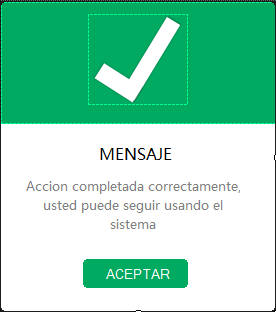 MENSAJE
Accion completada correctamente,
usted puede seguir usando el
sistema
ACEPTAR